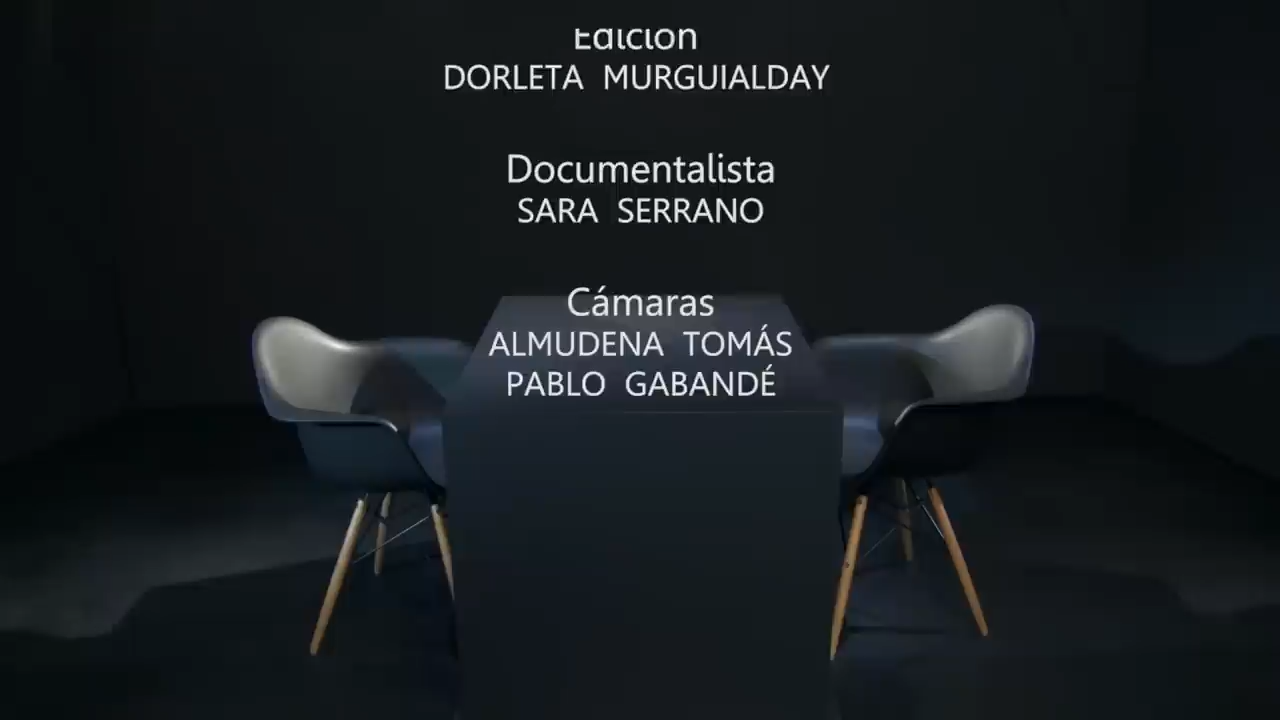 Edición
DORLETA MURGUIALDAY
Documentalista
SARA SERRANO
Cámaras
ALMUDENA TOMÁS
PABLO GABANDÉ